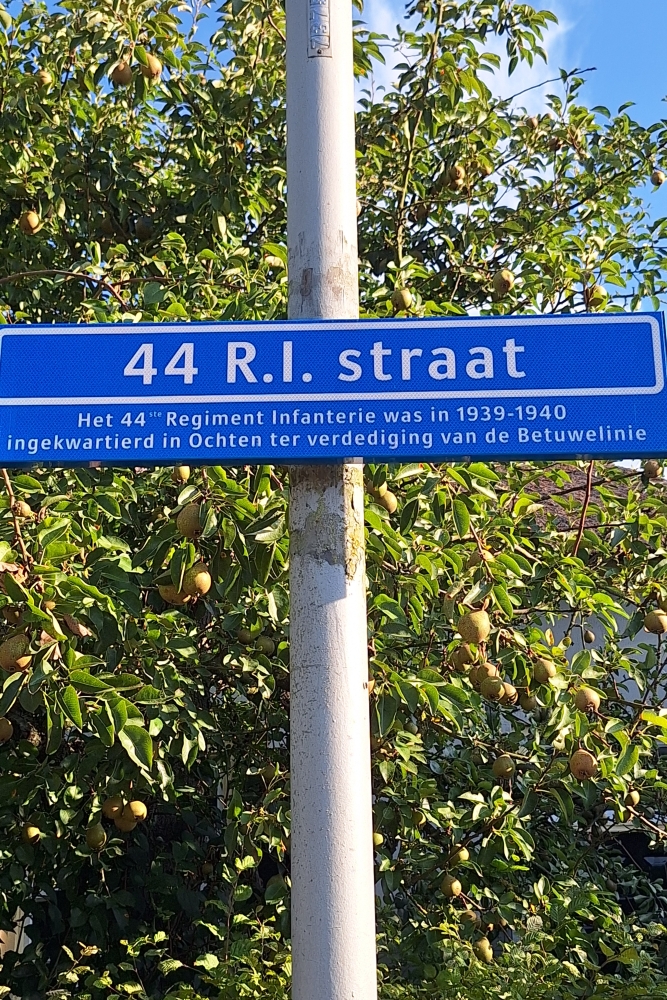 44 R.I. straat
Het 44ste Regiment Infanterie was in 1939-1940
ingekwartierd in Ochten ter verdediging van de Betuwelinie